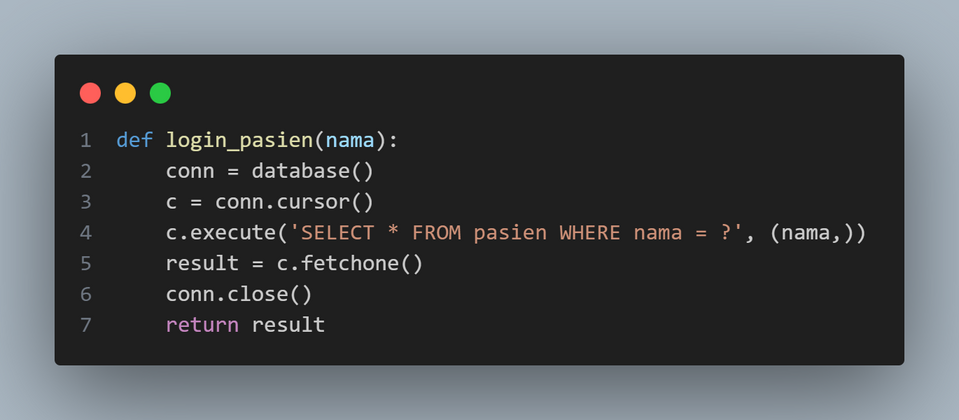 1 def login_pasien(nama):
2     conn = database()
3     c = conn.cursor()
4     c.execute('SELECT * FROM pasien WHERE nama = ?', (nama,))
5     result = c.fetchone()
6     conn.close()
7     return result